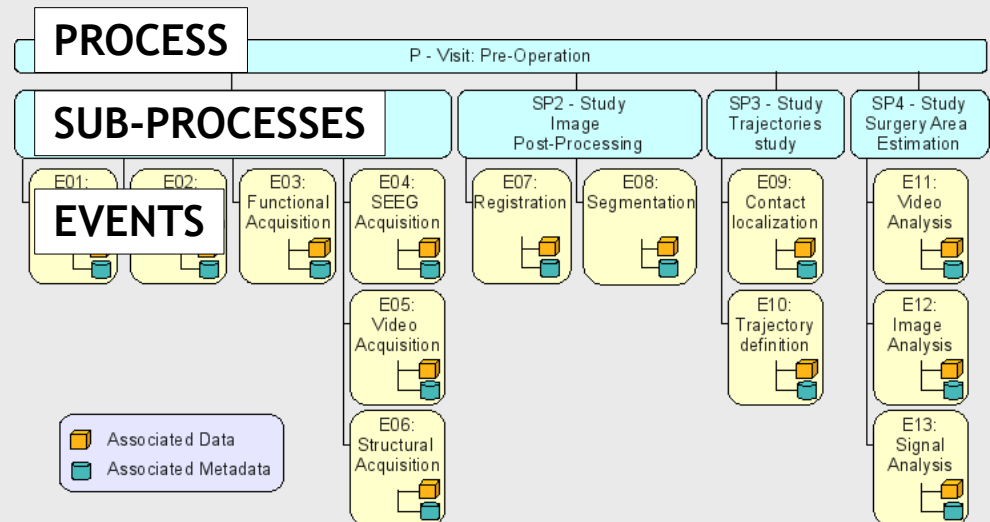 PROCESS
P - Visit: Pre-Operation
SUB-PROCESSES
SP2 - Study
Image
Post-Processing
SP3 - Study
Trajectories
study
SP4 - Study
Surgery Area
Estimation
EVENTS
E01:
E02:
E03:
Functional
Acquisition
E04:
SEEG
Acquisition
E07:
Registration
E08:
Segmentation
E09:
Contact
localization
E11:
Video
Analysis
E05:
Video
Acquisition
E10:
Trajectory
definition
E12:
Image
Analysis
E06:
Structural
Acquisition
E13:
Signal
Analysis
Associated Data
Associated Metadata